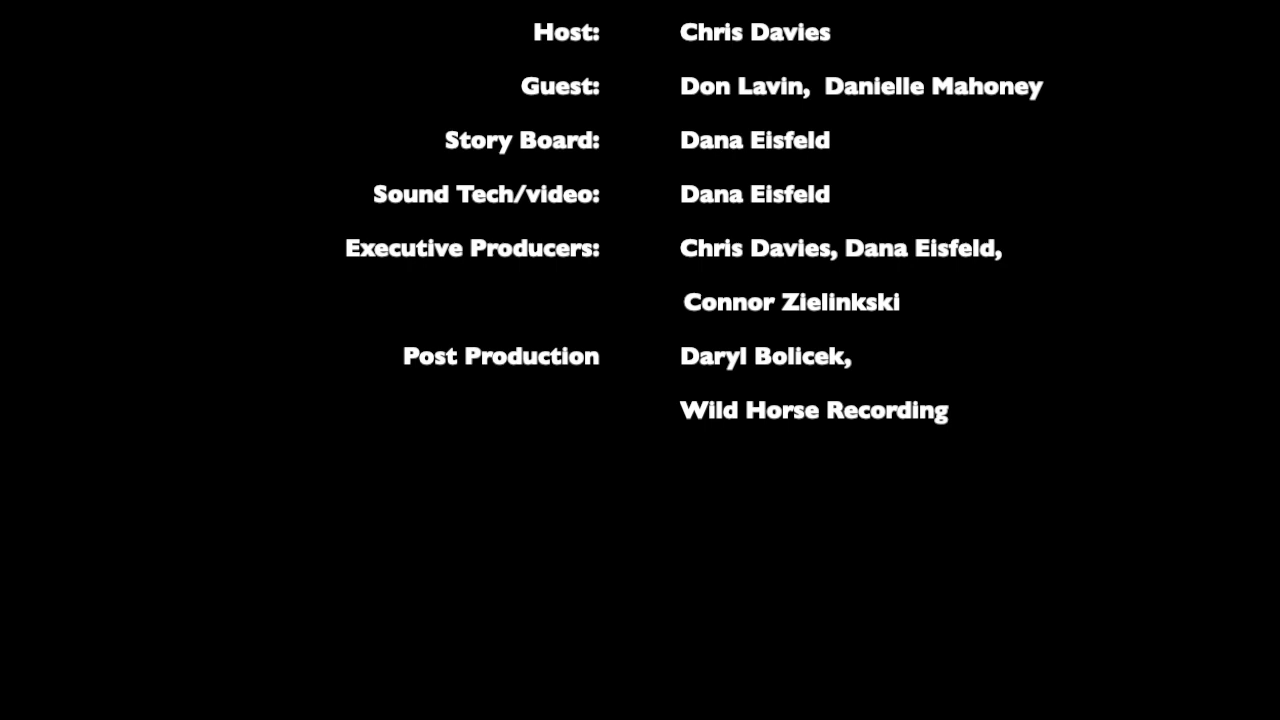 Host: Chris Davies
Guest: Don Lavin, Danielle Mahoney
Story Board: Dana Eisfeld
Sound Tech/video: Dana Eisfeld
Executive Producers: Chris Davies, Dana Eisfeld,
Connor Zielinkski
Post Production Daryl Bolicek,
Wild Horse Recording